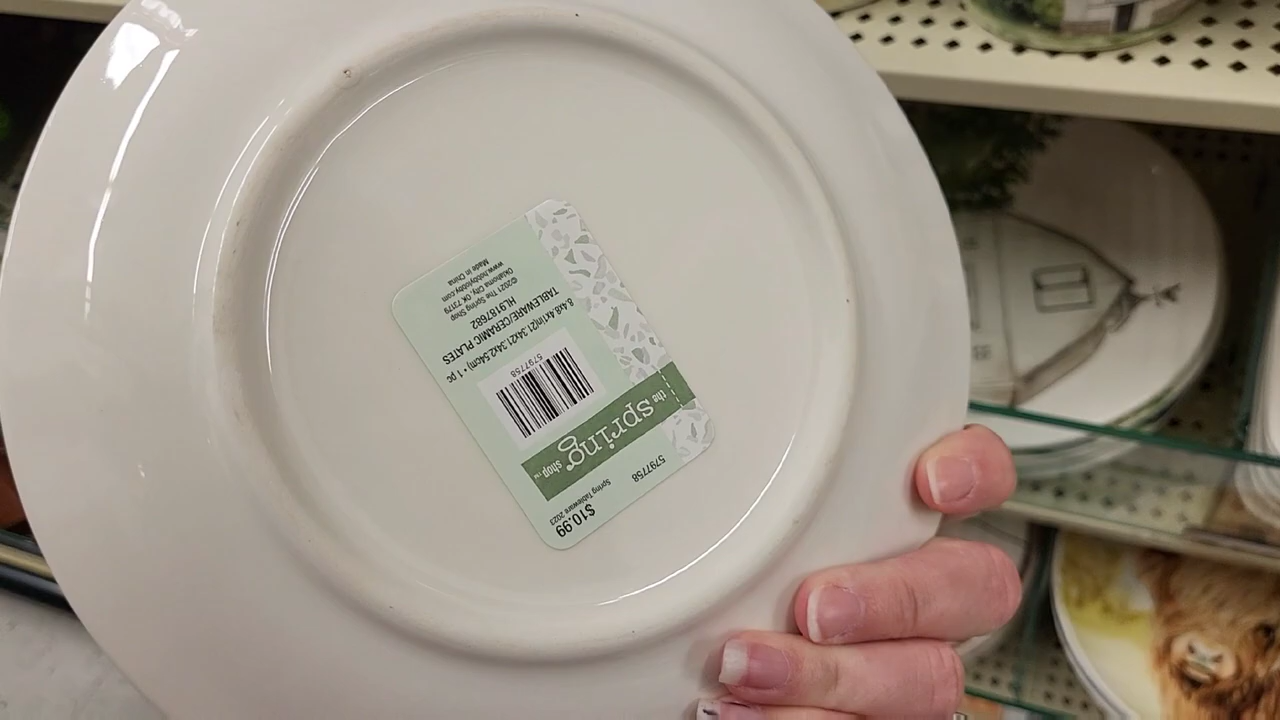 $10.99
Spring Tableware 2023
5797758
the spring shop™
5797758
8.4x8.4x1in(21.34x21.34x2.54cm) • 1 pc
TABLEWARE/CERAMIC PLATES
HL9187682
©2021 The Spring Shop
Oklahoma City, OK 73179
www.hobbylobby.com
Made in China